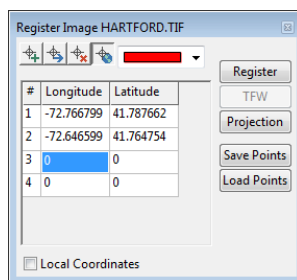 Register Image HARTFORD.TIF
Register
TFW
Projection
Save Points
Load Points
# Longitude Latitude
1 -72.766799 41.787662
2 -72.646599 41.764754
3 0 0
4 0 0
Local Coordinates